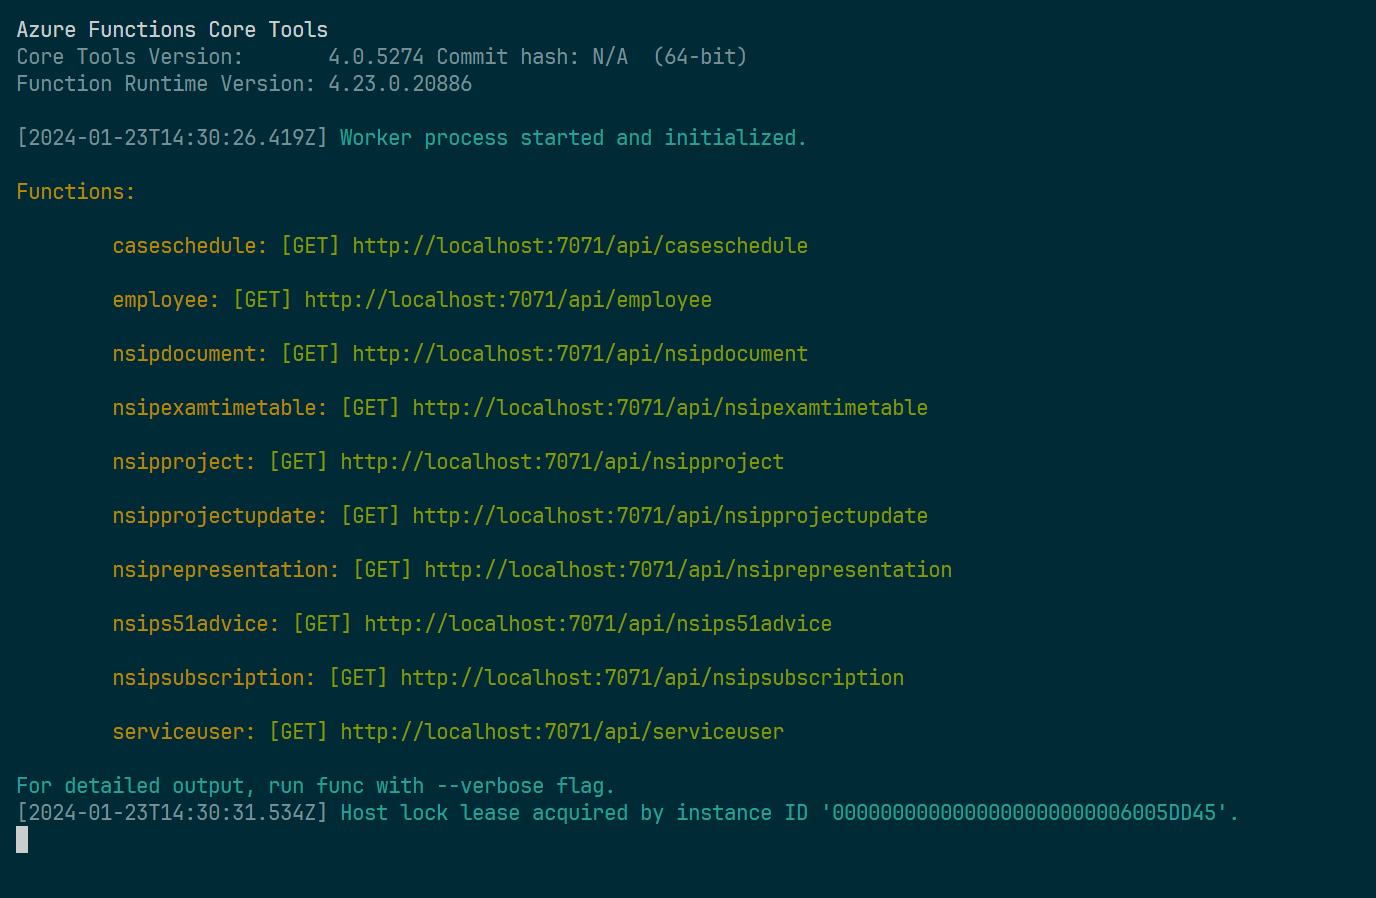 Azure Functions Core Tools
Core Tools Version:       4.0.5274 Commit hash: N/A  (64-bit)
Function Runtime Version: 4.23.0.20886
[2024-01-23T14:30:26.419Z] Worker process started and initialized.
Functions:
caseschedule: [GET] http://localhost:7071/api/caseschedule
employee: [GET] http://localhost:7071/api/employee
nsipdocument: [GET] http://localhost:7071/api/nsipdocument
nsipexamtimetable: [GET] http://localhost:7071/api/nsipexamtimetable
nsipproject: [GET] http://localhost:7071/api/nsipproject
nsipprojectupdate: [GET] http://localhost:7071/api/nsipprojectupdate
nsiprepresentation: [GET] http://localhost:7071/api/nsiprepresentation
nsips51advice: [GET] http://localhost:7071/api/nsips51advice
nsipsubscription: [GET] http://localhost:7071/api/nsipsubscription
serviceuser: [GET] http://localhost:7071/api/serviceuser
For detailed output, run func with --verbose flag.
[2024-01-23T14:30:31.534Z] Host lock lease acquired by instance ID '0000000000000000000000006005DD45'.